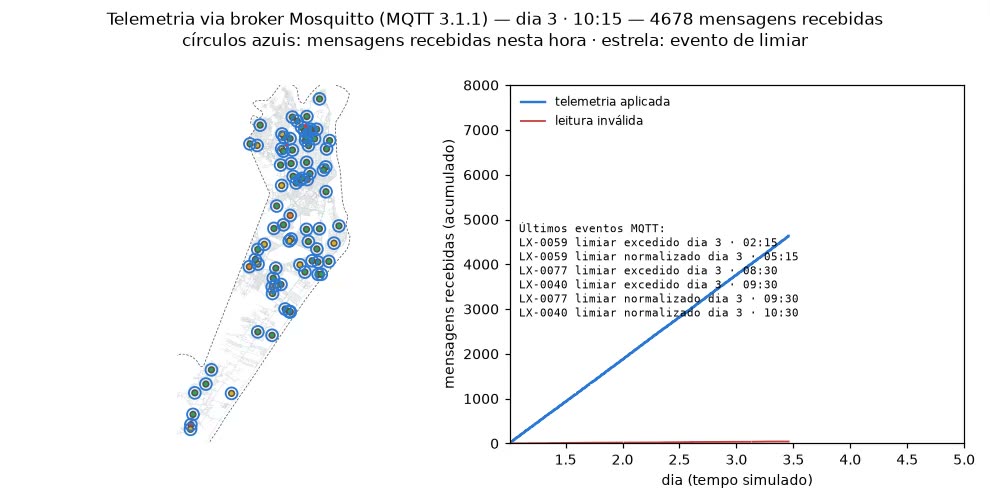 Telemetria via broker Mosquitto (MQTT 3.1.1) — dia 3 · 10:15 — 4678 mensagens recebidas
círculos azuis: mensagens recebidas nesta hora · estrela: evento de limiar
mensagens recebidas (acumulado)
8000
7000
6000
5000
4000
3000
2000
1000
0
telemetria aplicada
leitura inválida
Últimos eventos MQTT:
LX-0059 limiar excedido dia 3 · 02:15
LX-0059 limiar normalizado dia 3 · 05:15
LX-0077 limiar excedido dia 3 · 08:30
LX-0040 limiar excedido dia 3 · 09:30
LX-0077 limiar normalizado dia 3 · 09:30
LX-0040 limiar normalizado dia 3 · 10:30
1.5 2.0 2.5 3.0 3.5 4.0 4.5 5.0
dia (tempo simulado)